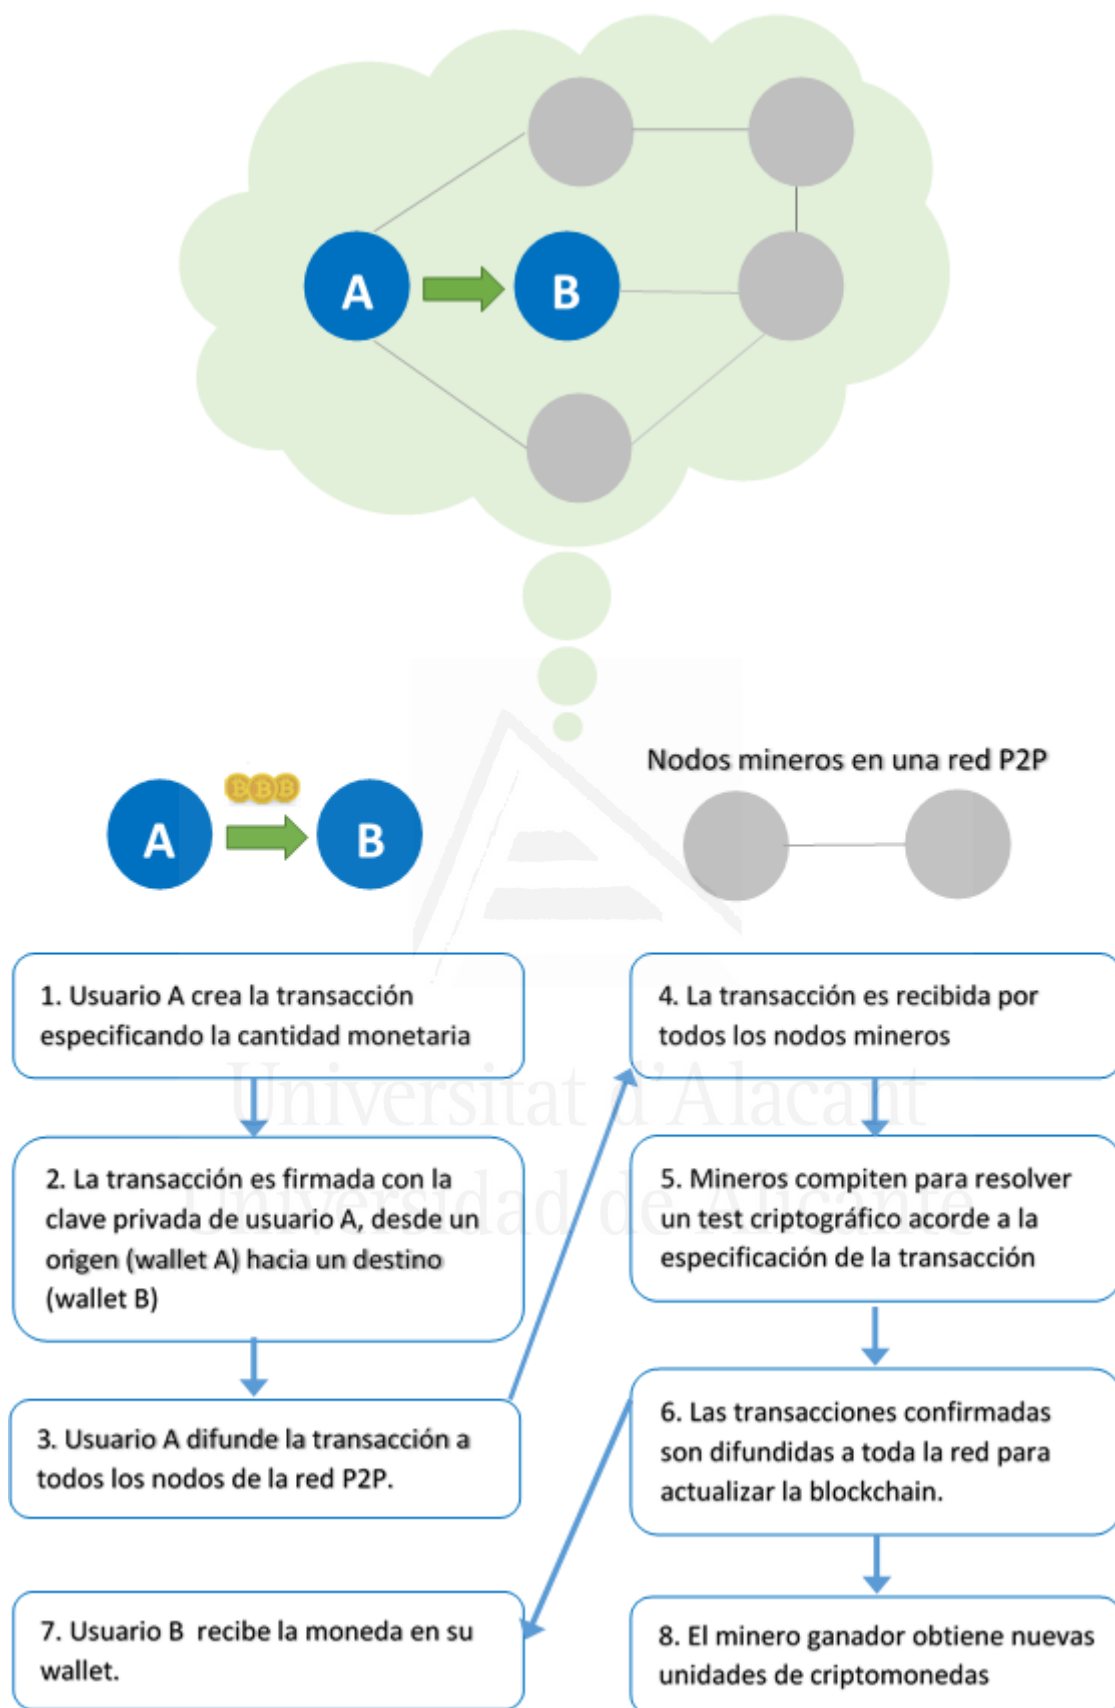 A
B
Nodos mineros en una red P2P
A
B
1. Usuario A crea la transacción
especificando la cantidad monetaria
2. La transacción es firmada con la
clave privada de usuario A, desde un
origen (wallet A) hacia un destino
(wallet B)
3. Usuario A difunde la transacción a
todos los nodos de la red P2P.
7. Usuario B recibe la moneda en su
wallet.
4. La transacción es recibida por
todos los nodos mineros
5. Mineros compiten para resolver
un test criptográfico acorde a la
especificación de la transacción
6. Las transacciones confirmadas
son difundidas a toda la red para
actualizar la blockchain.
8. El minero ganador obtiene nuevas
unidades de criptomonedas
Universitat d'Alacant
Universidad de Alicante